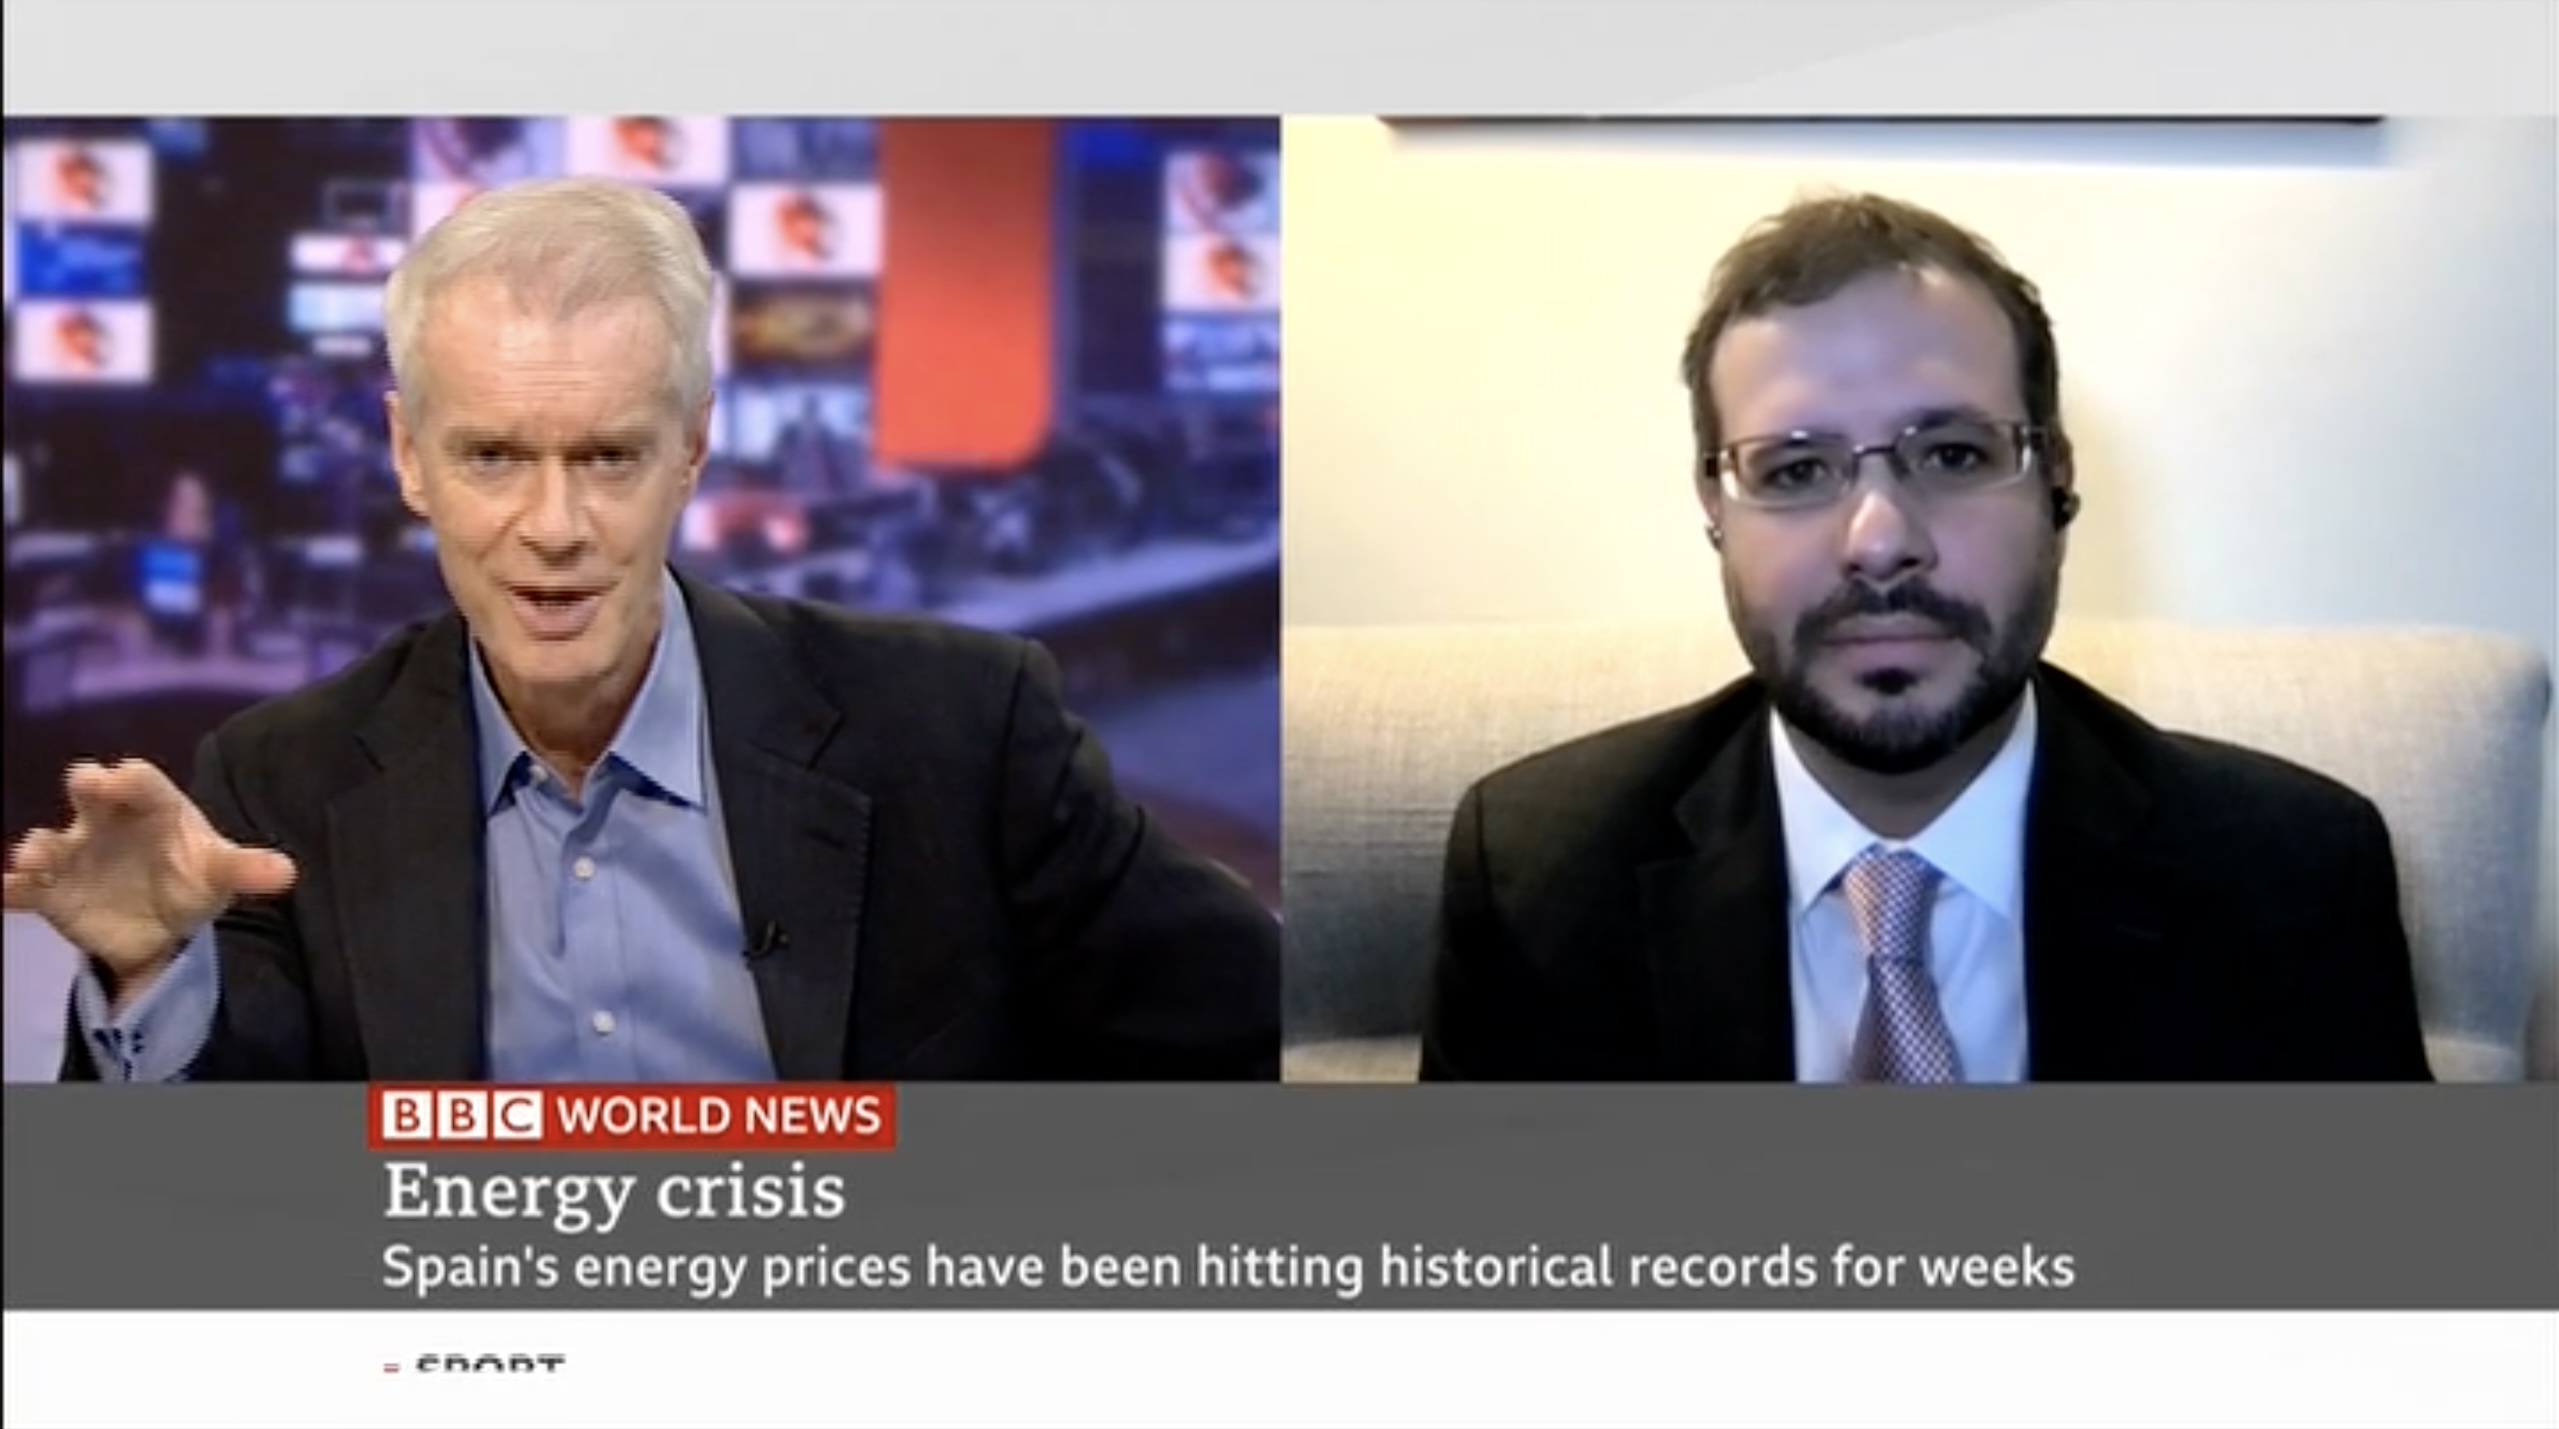 BBC WORLD NEWS
Energy crisis
Spain's energy prices have been hitting historical records for weeks
SPORT